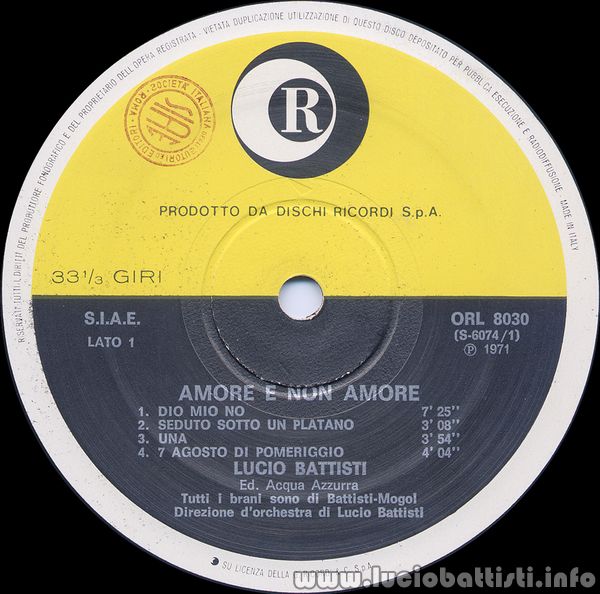 RISERVATI TUTTI I DIRITTI DEL PRODUTTORE FONOGRAFICO E DEL PROPRIETARIO DELL'OPERA REGISTRATA - VIETATA DUPLICAZIONE UTILIZZAZIONE DI QUESTO DISCO DEPOSITATO PER PUBBLICA ESECUZIONE E RADIODIFFUSIONE - MADE IN ITALY
R
SOCIETÀ ITALIANA
ROMA
PRODOTTO DA DISCHI RICORDI S.p.A.
33 1/3 GIRI
S.I.A.E.
ORL 8030
LATO 1
(S-6074/1)
Ⓟ 1971
AMORE E NON AMORE
1. DIO MIO NO 7'25''
2. SEDUTO SOTTO UN PLATANO 3'08''
3. UNA 3'54''
4. 7 AGOSTO DI POMERIGGIO 4'04''
LUCIO BATTISTI
Ed. Acqua Azzurra
Tutti i brani sono di Battisti-Mogol
Direzione d'orchestra di Lucio Battisti
SU LICENZA DELLA
www.luciobattisti.info